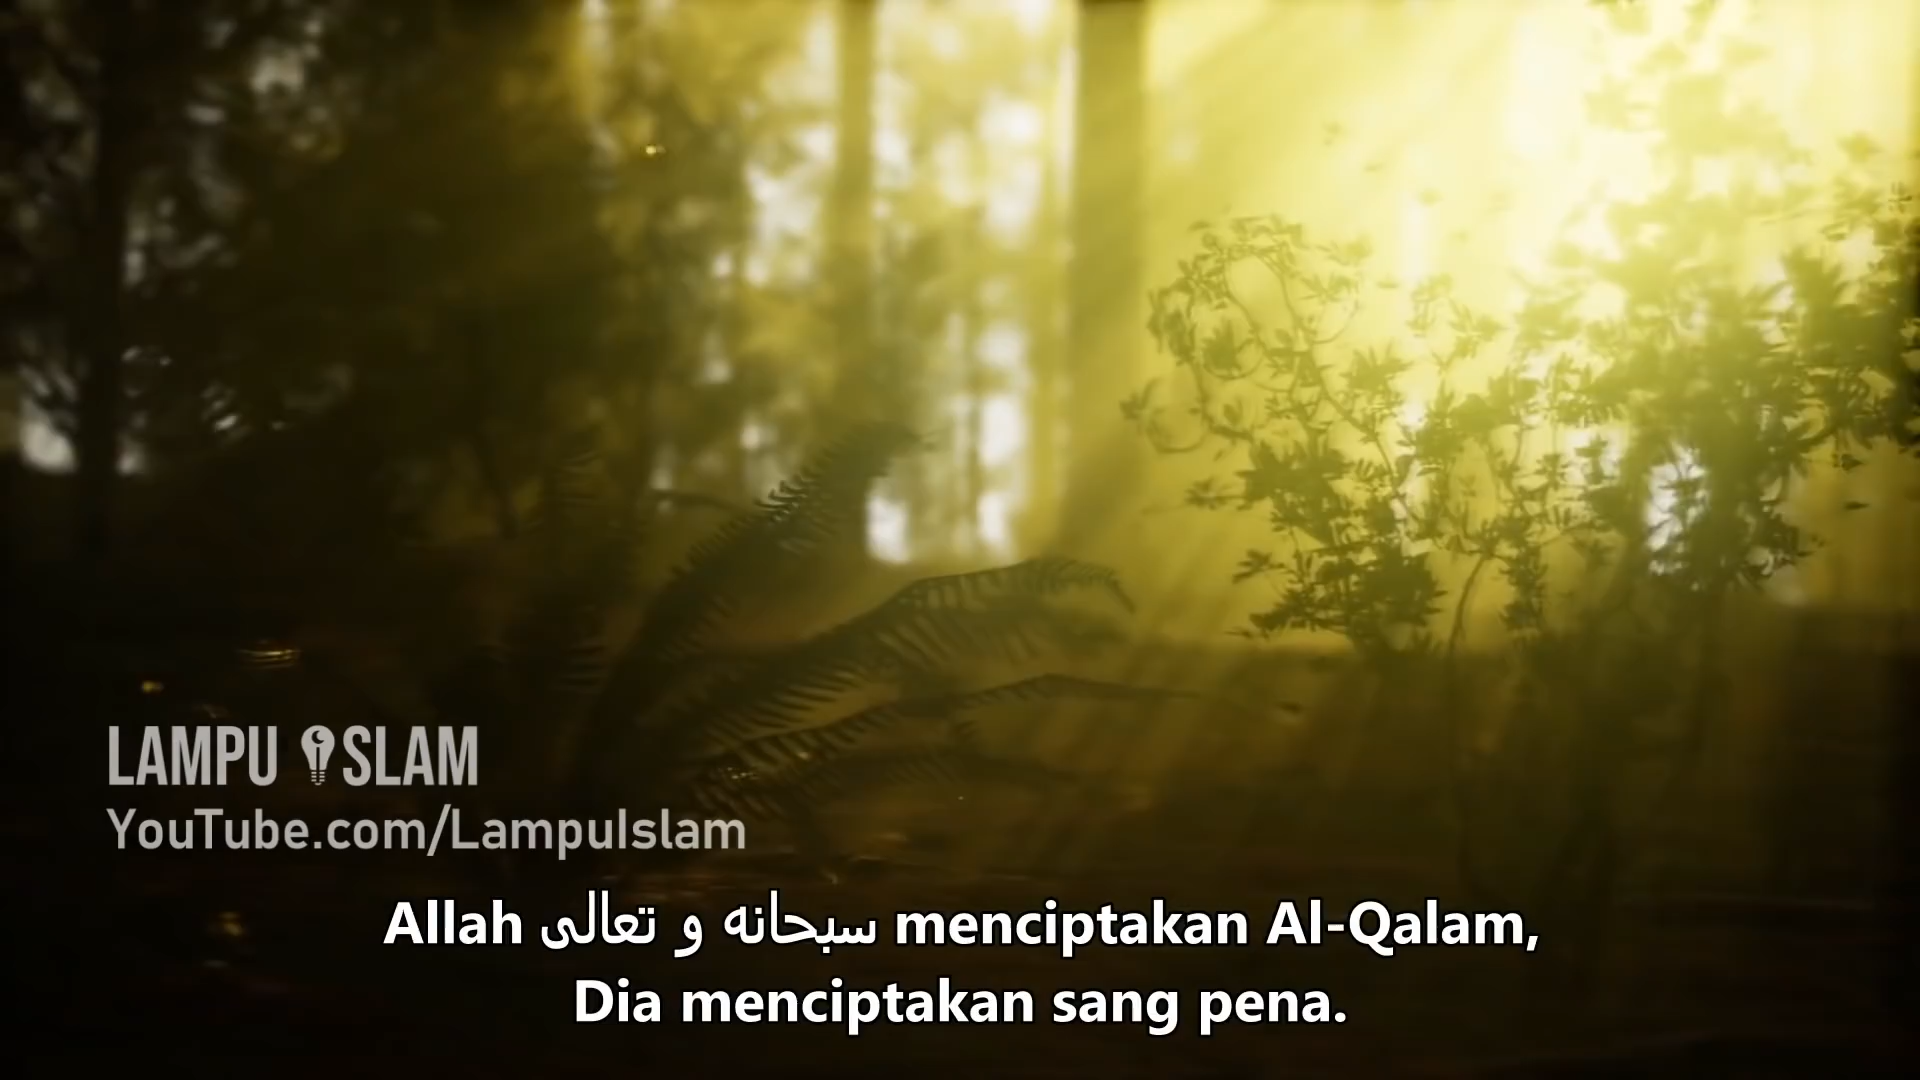 LAMPU ISLAM
YouTube.com/LampuIslam
Allah سبحانه و تعالى menciptakan Al-Qalam,
Dia menciptakan sang pena.